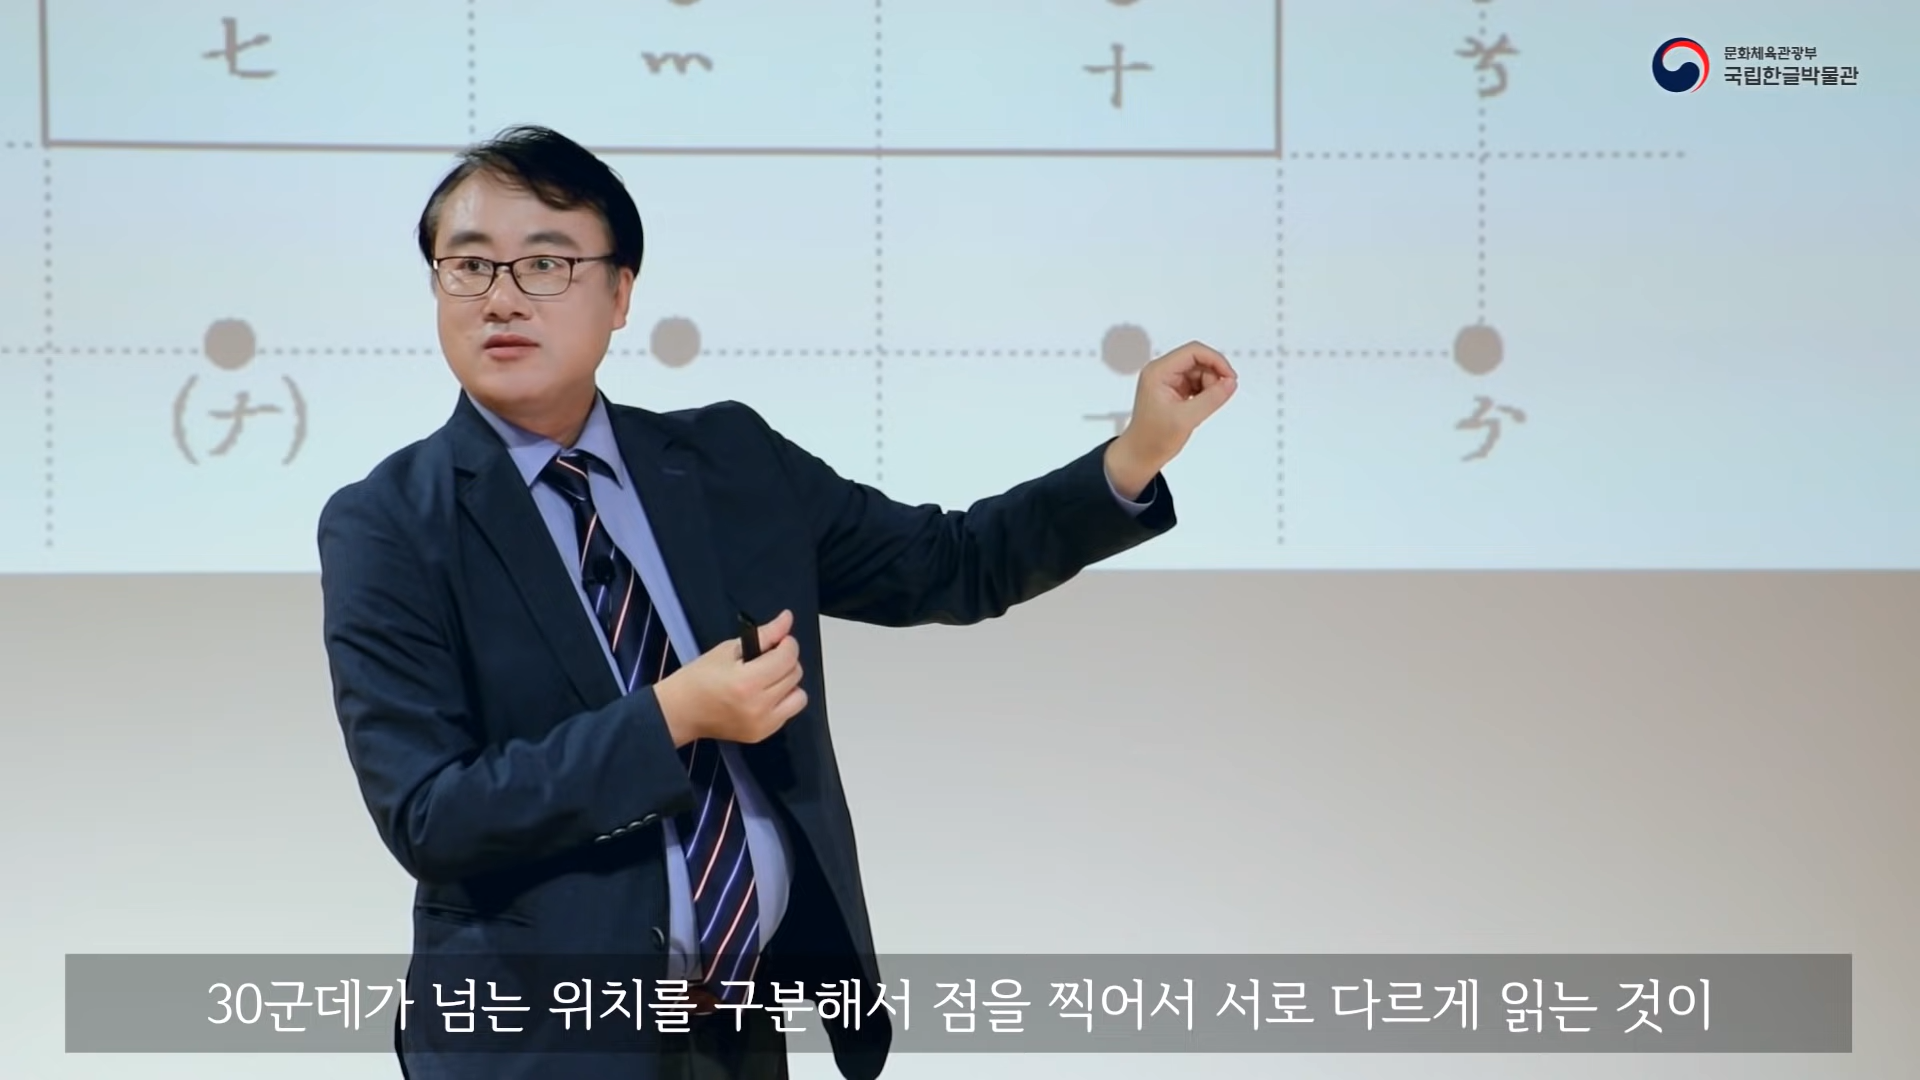 七
十
문화체육관광부
국립한글박물관
(ナ)
30군데가 넘는 위치를 구분해서 점을 찍어서 서로 다르게 읽는 것이